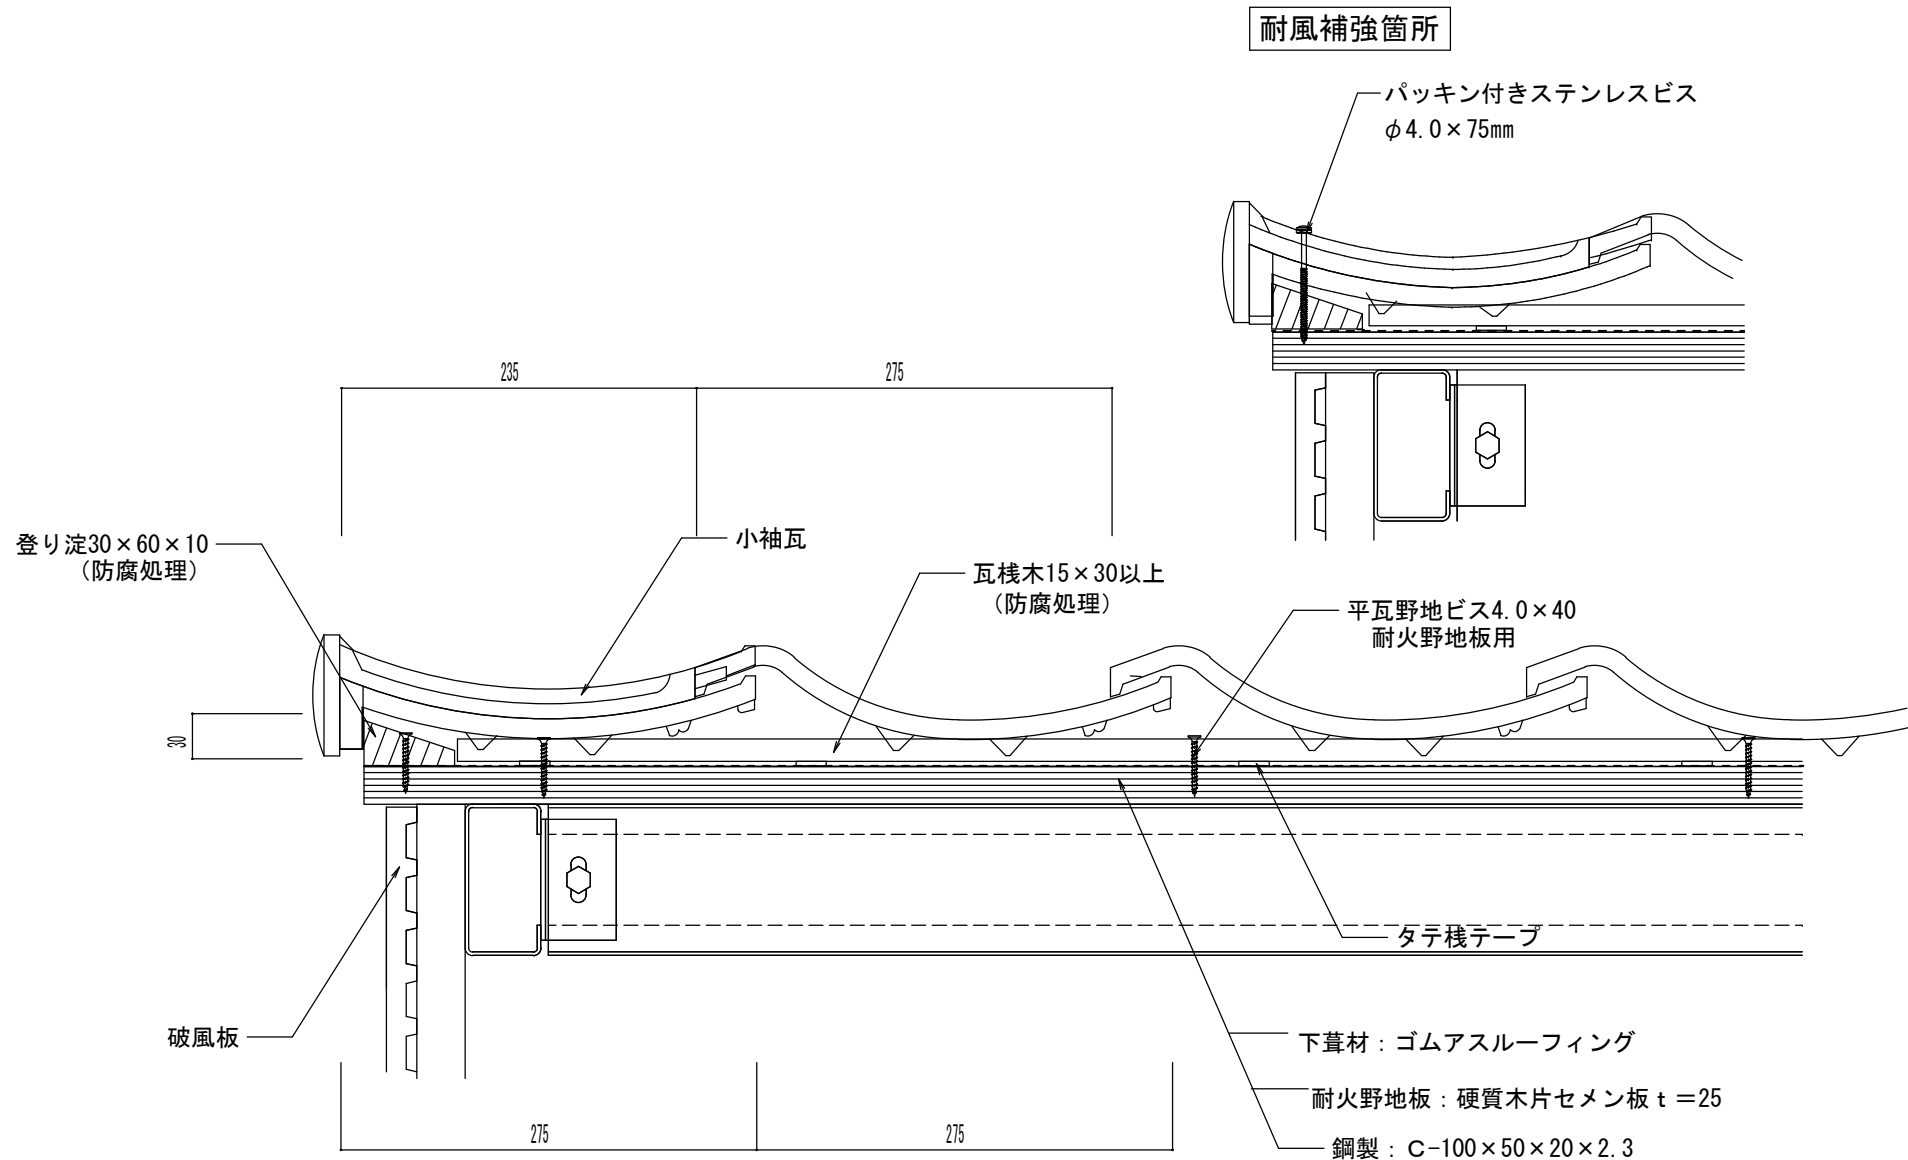 耐風補強箇所
パッキン付きステンレスビス
φ4.0×75mm
235
275
登り淀30×60×10
(防腐処理)
小袖瓦
瓦桟木15×30以上
(防腐処理)
平瓦野地ビス4.0×40
耐火野地板用
30
タテ桟テープ
破風板
下葺材：ゴムアスルーフィング
耐火野地板：硬質木片セメン板ｔ＝25
275
275
鋼製：Ｃ-100×50×20×2.3